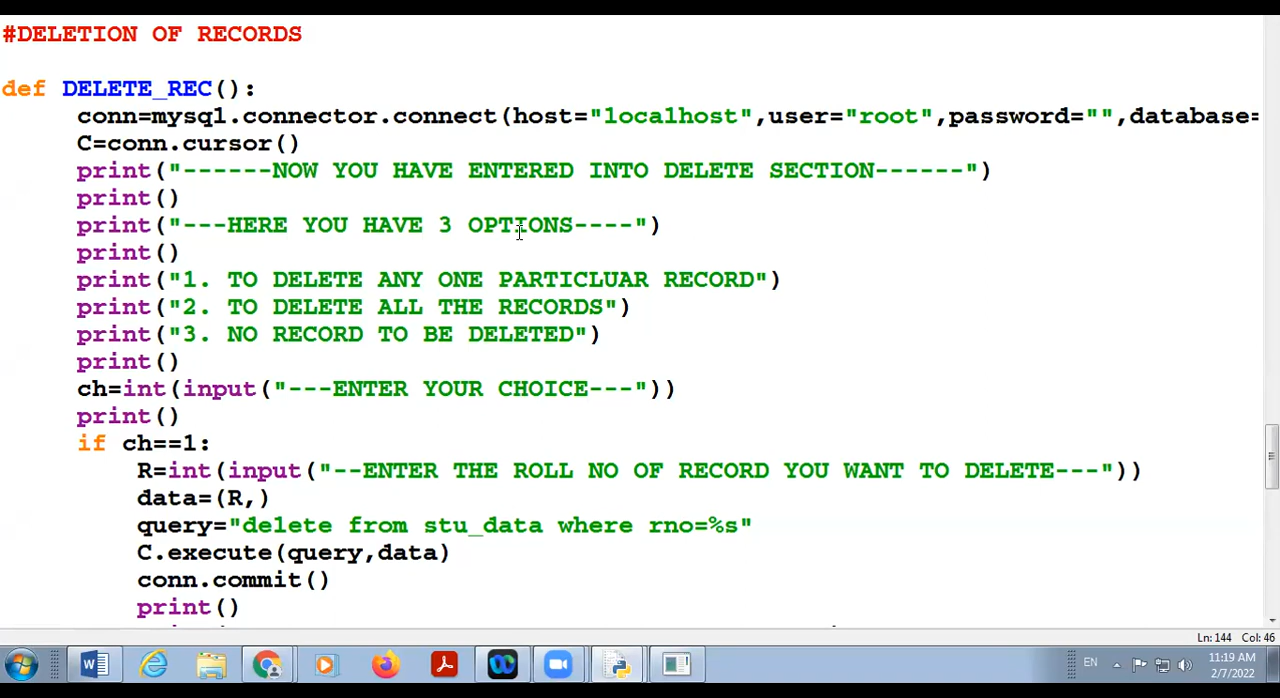 #DELETION OF RECORDS
def DELETE_REC():
conn=mysql.connector.connect(host="localhost",user="root",password="",database=
C=conn.cursor()
print("------NOW YOU HAVE ENTERED INTO DELETE SECTION------")
print()
print("---HERE YOU HAVE 3 OPTIONS----")
print()
print("1. TO DELETE ANY ONE PARTICLUAR RECORD")
print("2. TO DELETE ALL THE RECORDS")
print("3. NO RECORD TO BE DELETED")
print()
ch=int(input("---ENTER YOUR CHOICE---"))
print()
if ch==1:
R=int(input("--ENTER THE ROLL NO OF RECORD YOU WANT TO DELETE---"))
data=(R,)
query="delete from stu_data where rno=%s"
C.execute(query,data)
conn.commit()
print()
Ln: 144 Col: 46
EN 11:19 AM
2/7/2022